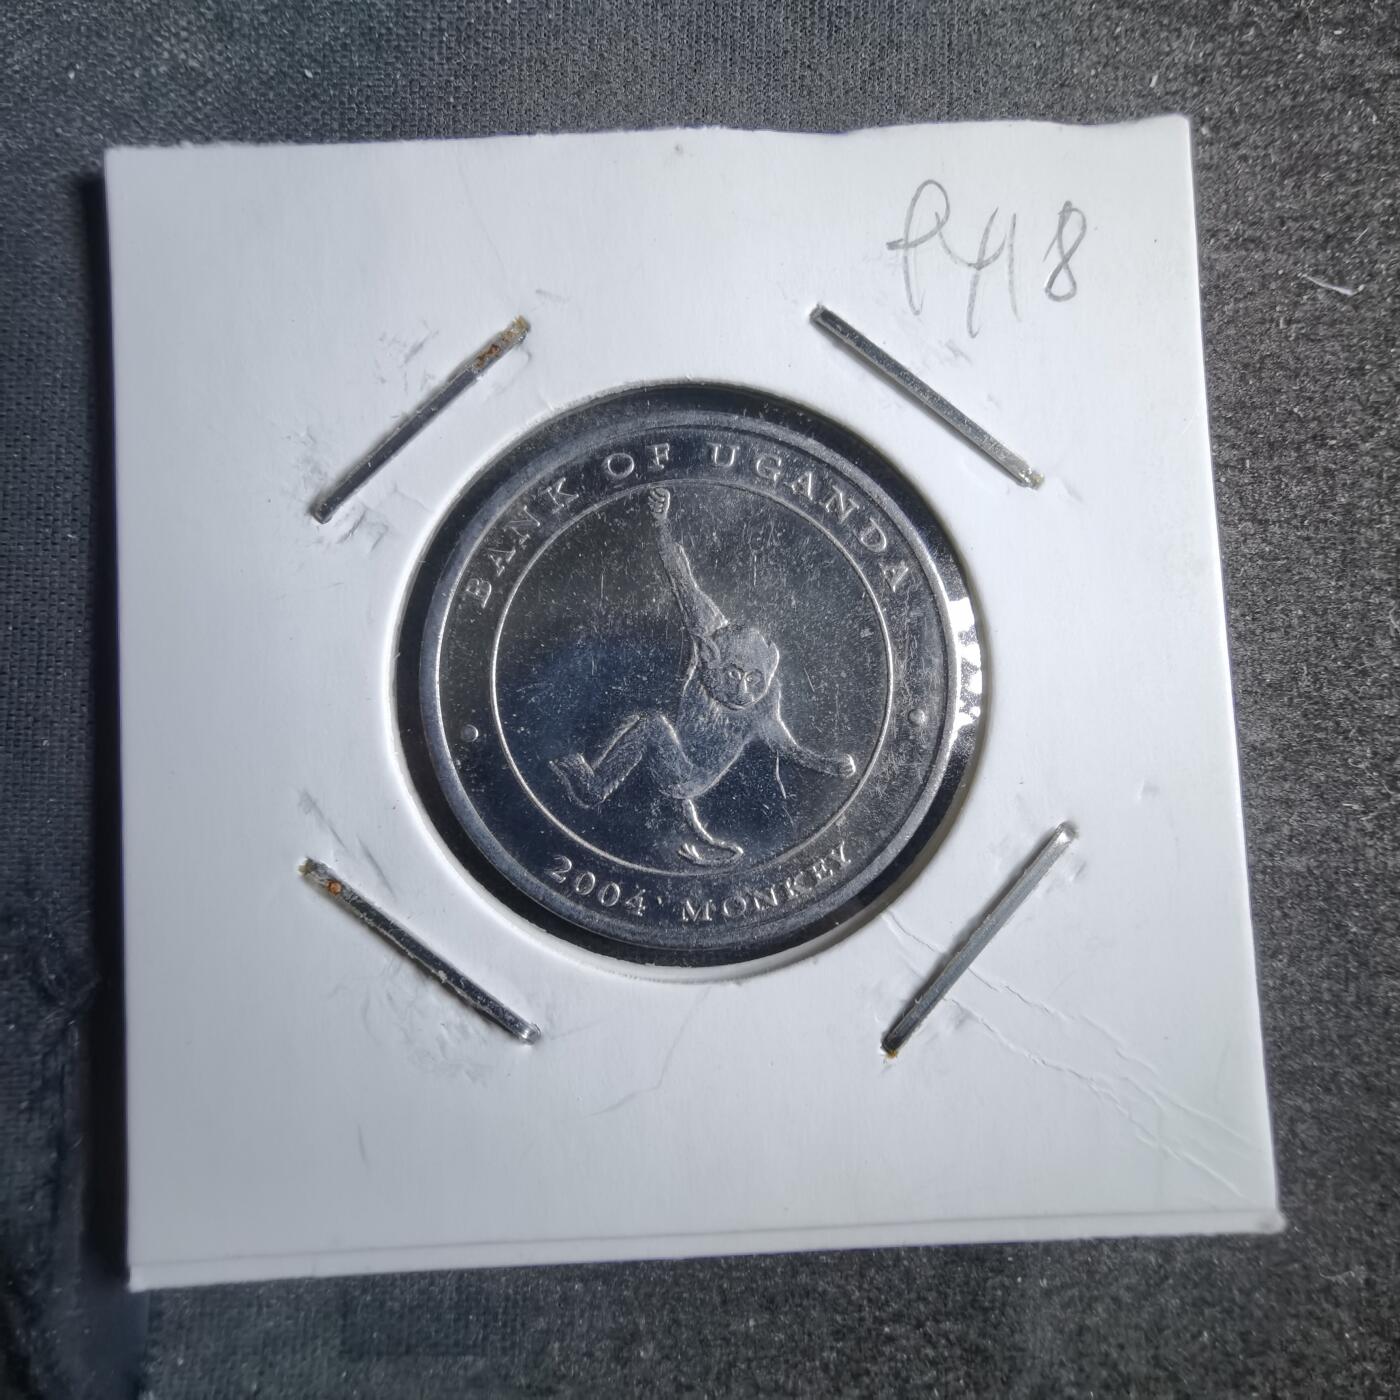 P48
BANK OF UGANDA
2004 MONKEY